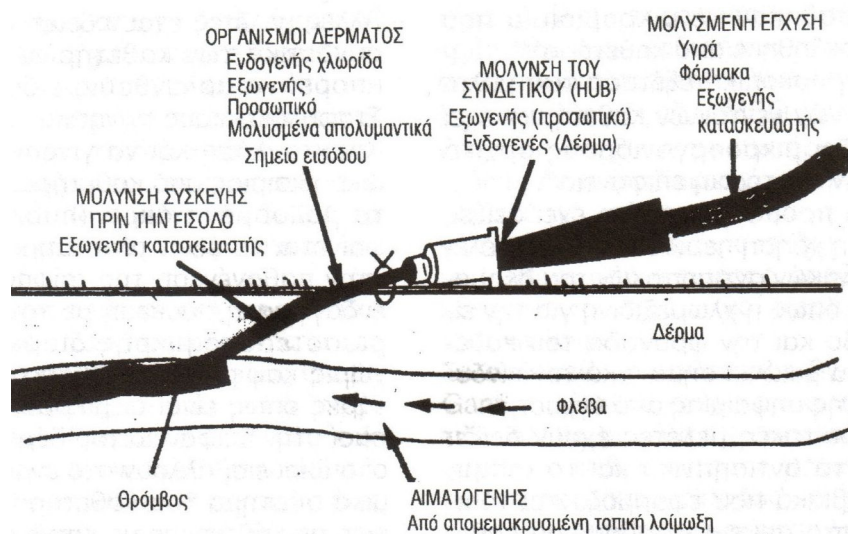 ΟΡΓΑΝΙΣΜΟΙ ΔΕΡΜΑΤΟΣ
Ενδογενής χλωρίδα
Εξωγενής
Προσωπικό
Μολυσμένα απολυμαντικά
Σημείο εισόδου
ΜΟΛΥΣΜΕΝΗ ΕΓΧΥΣΗ
Υγρά
Φάρμακα
Εξωγενής
κατασκευαστής
ΜΟΛΥΝΣΗ ΤΟΥ
ΣΥΝΔΕΤΙΚΟΥ (HUB)
Εξωγενής (προσωπικό)
Ενδογενές (Δέρμα)
ΜΟΛΥΝΣΗ ΣΥΣΚΕΥΗΣ
ΠΡΙΝ ΤΗΝ ΕΙΣΟΔΟ
Εξωγενής κατασκευαστής
Δέρμα
Φλέβα
Θρόμβος
ΑΙΜΑΤΟΓΕΝΗΣ
Από απομεμακρυσμένη τοπική λοίμωξη